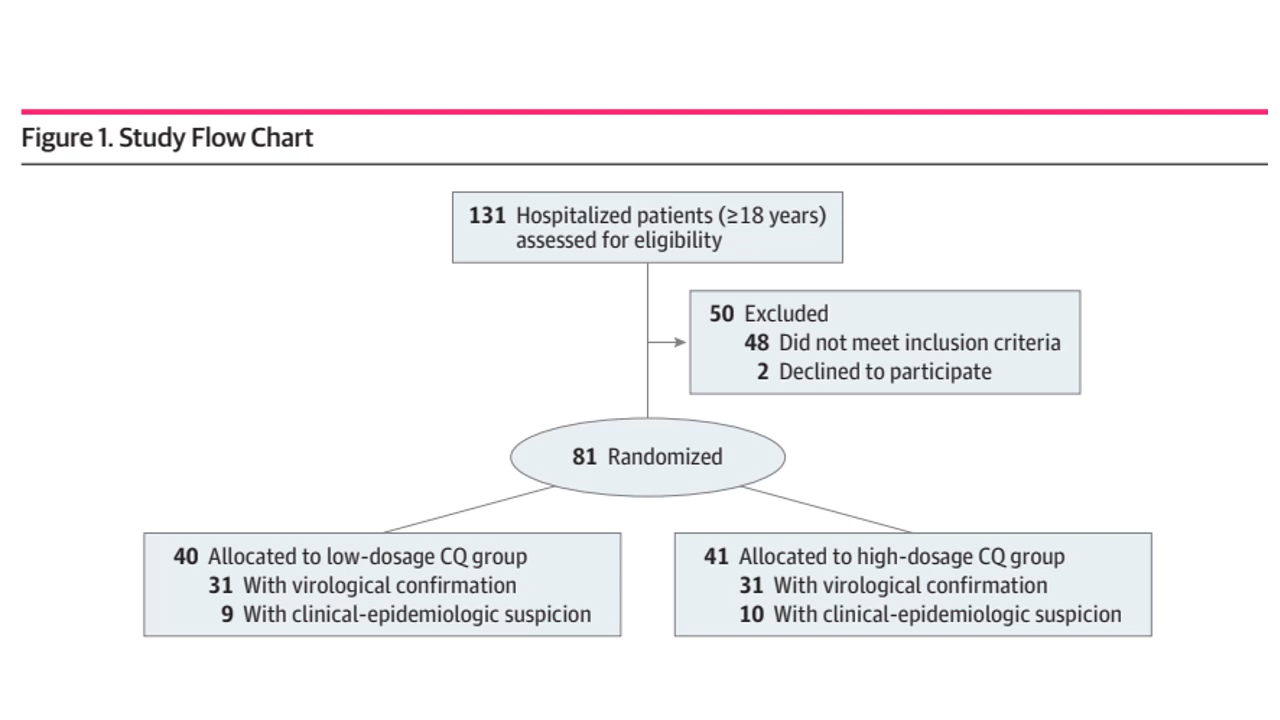 Figure 1. Study Flow Chart
131 Hospitalized patients (≥18 years)
assessed for eligibility
50 Excluded
48 Did not meet inclusion criteria
2 Declined to participate
81 Randomized
40 Allocated to low-dosage CQ group
31 With virological confirmation
9 With clinical-epidemiologic suspicion
41 Allocated to high-dosage CQ group
31 With virological confirmation
10 With clinical-epidemiologic suspicion